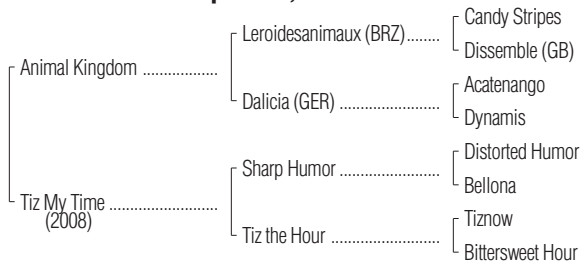 Candy Stripes
Leroidesanimaux (BRZ)........
Dissemble (GB)
Animal Kingdom ..................
Acatenango
Dalicia (GER) ........................
Dynamis
Distorted Humor
Sharp Humor ........................
Bellona
Tiz My Time ..........................
(2008)
Tiznow
Tiz the Hour ..........................
Bittersweet Hour